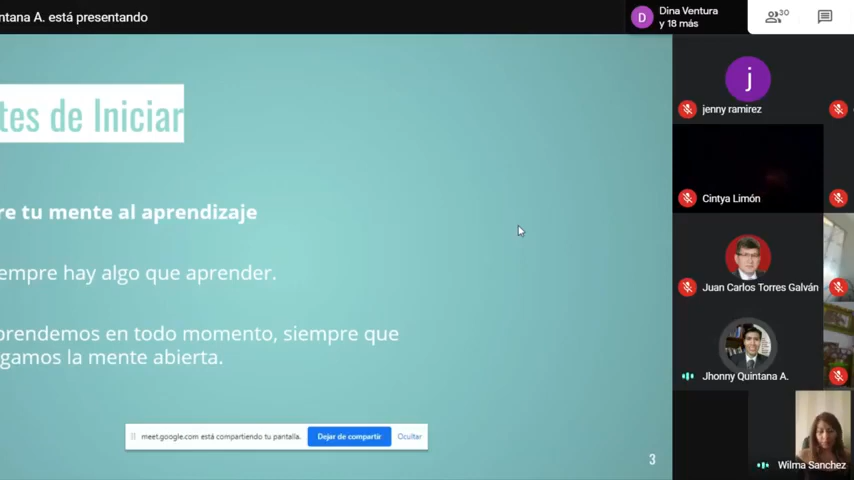 ntana A. está presentando
Dina Ventura
y 18 más
30
tes de Iniciar
re tu mente al aprendizaje
empre hay algo que aprender.
prendemos en todo momento, siempre que
gamos la mente abierta.
meet.google.com está compartiendo tu pantalla.
Dejar de compartir
Ocultar
3
j
jenny ramirez
Cintya Limón
Juan Carlos Torres Galván
Jhonny Quintana A.
Wilma Sanchez
D